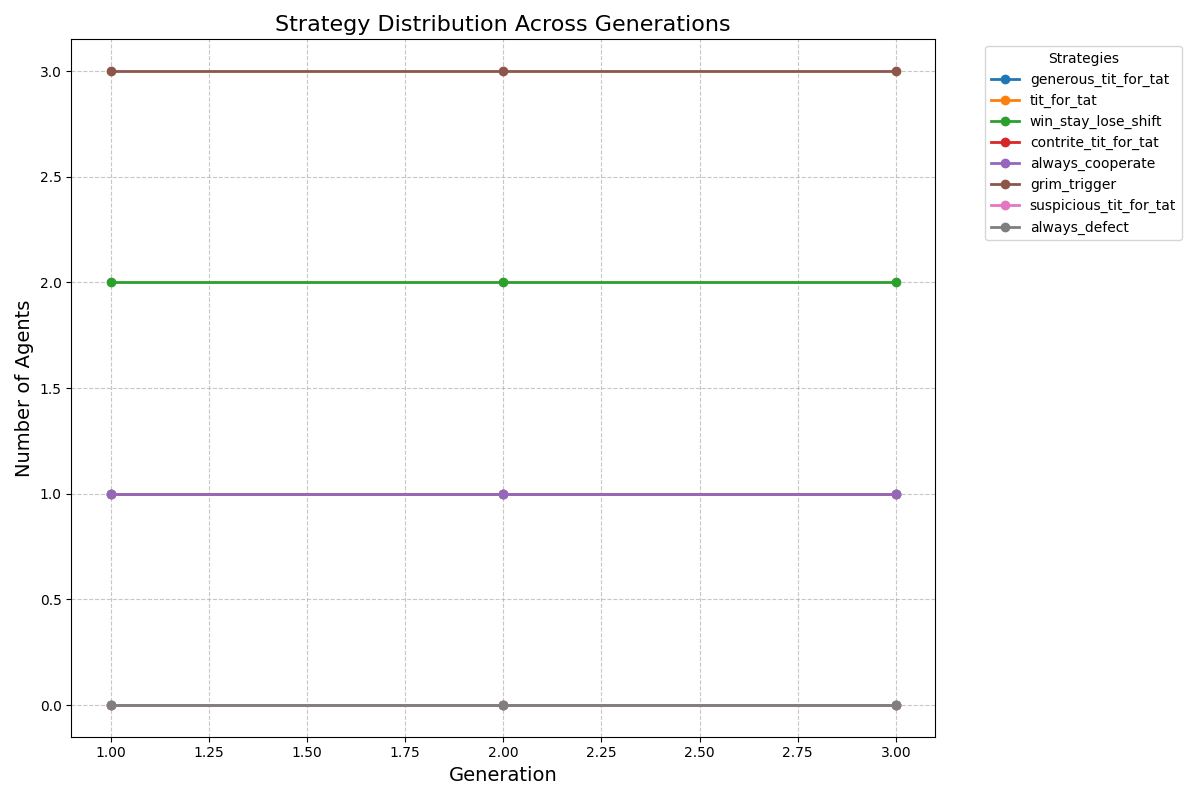 Strategy Distribution Across Generations
Number of Agents
3.0
2.5
2.0
1.5
1.0
0.5
0.0
1.00 1.25 1.50 1.75 2.00 2.25 2.50 2.75 3.00
Generation
Strategies
generous_tit_for_tat
tit_for_tat
win_stay_lose_shift
contrite_tit_for_tat
always_cooperate
grim_trigger
suspicious_tit_for_tat
always_defect